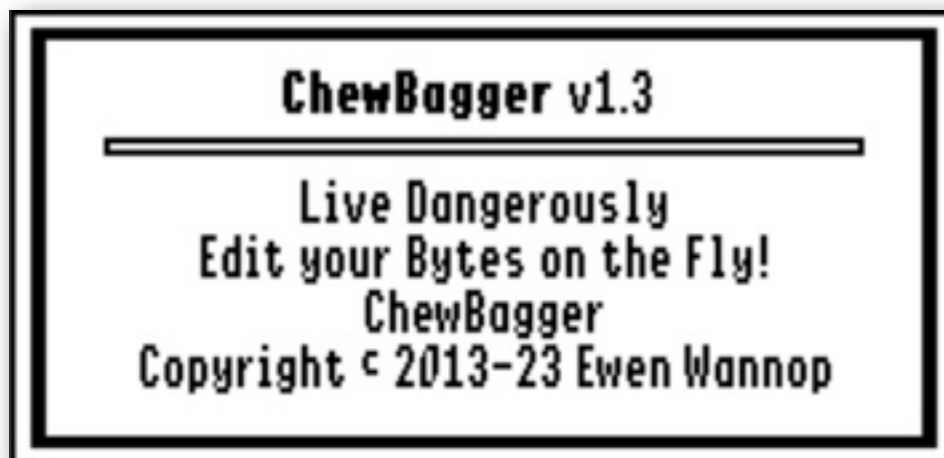 ChewBagger v1.3
Live Dangerously
Edit your Bytes on the Fly!
ChewBagger
Copyright © 2013-23 Ewen Wannop